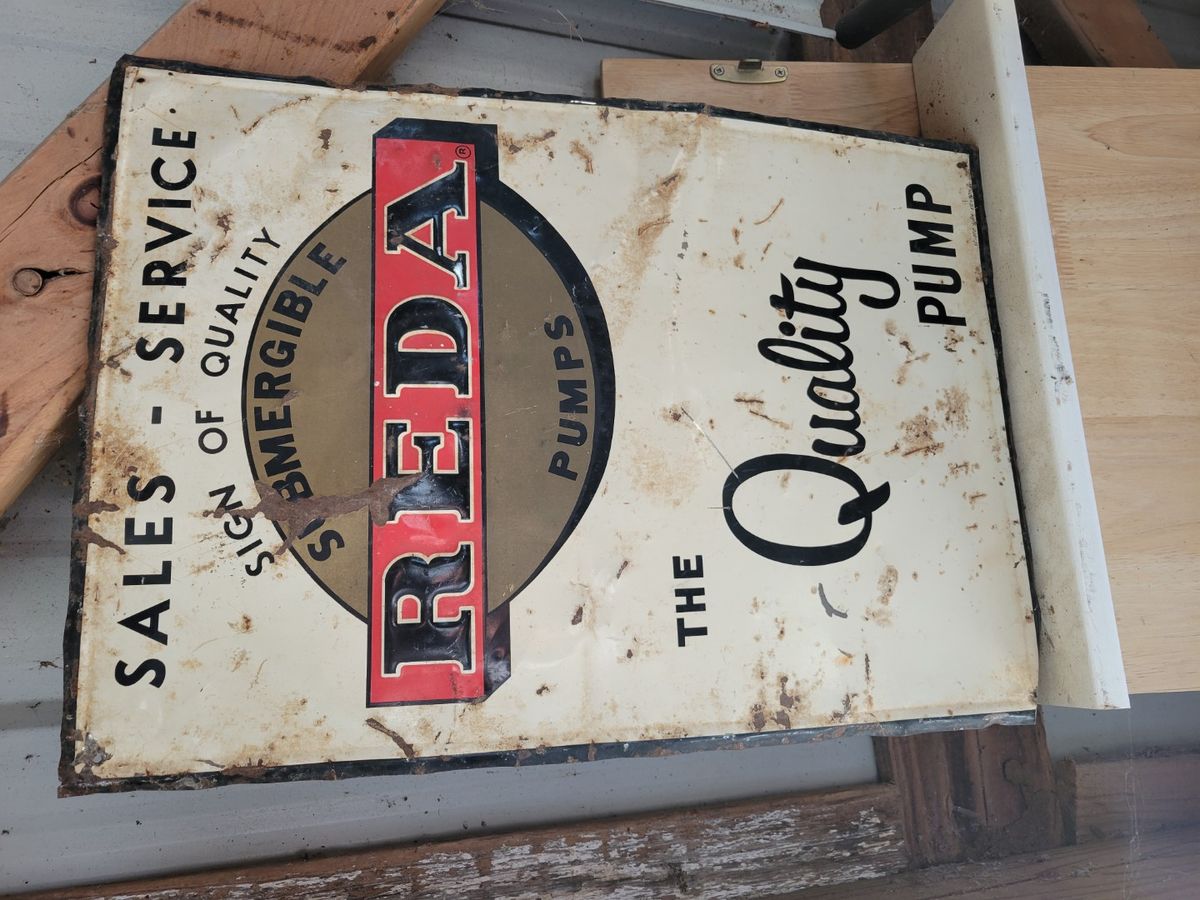 SALES - SERVICE
SIGN OF QUALITY
SUBMERGIBLE
REDA®
PUMPS
THE
Quality
PUMP